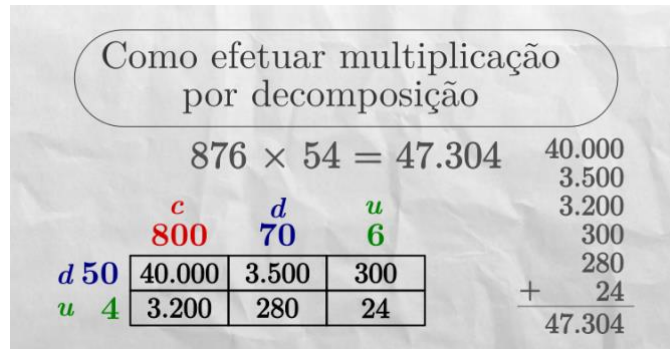 Como efetuar multiplicação
por decomposição
876 × 54 = 47.304
c d u
800 70 6
d 50 40.000 3.500 300
u 4 3.200 280 24
40.000
3.500
3.200
300
280
+ 24
47.304